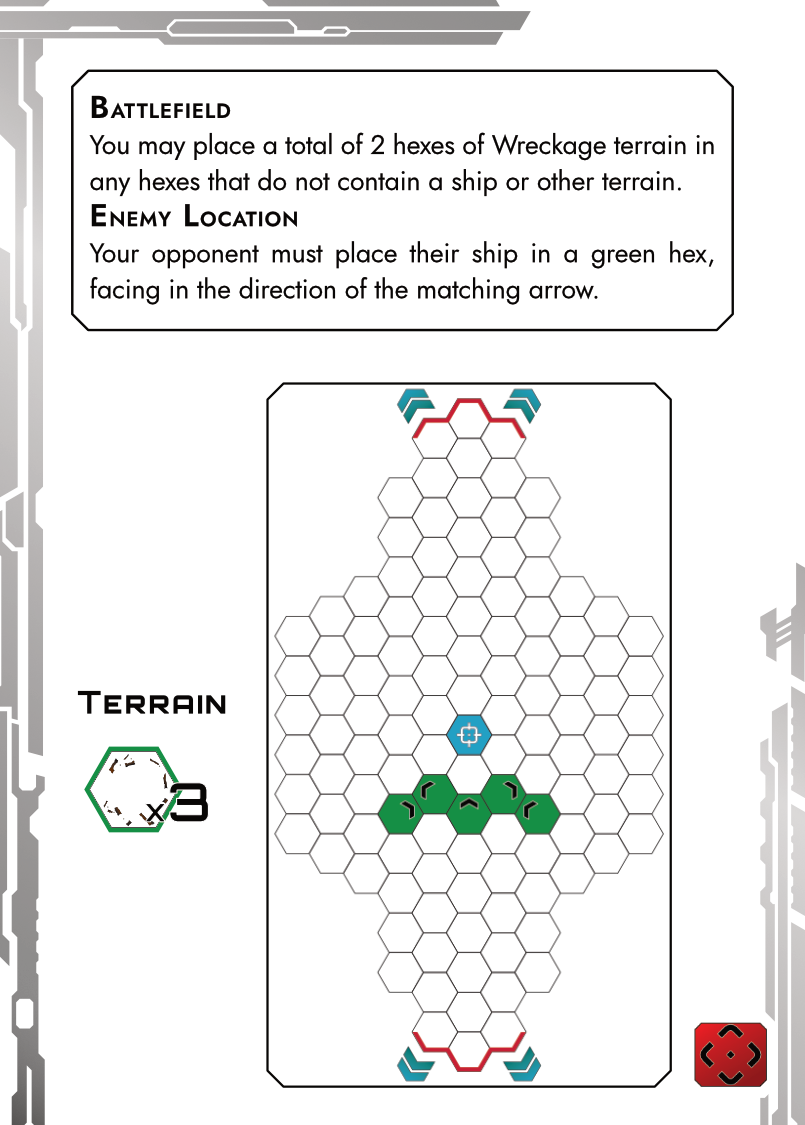 Battlefield
You may place a total of 2 hexes of Wreckage terrain in
any hexes that do not contain a ship or other terrain.
Enemy Location
Your opponent must place their ship in a green hex,
facing in the direction of the matching arrow.
Terrain
x3